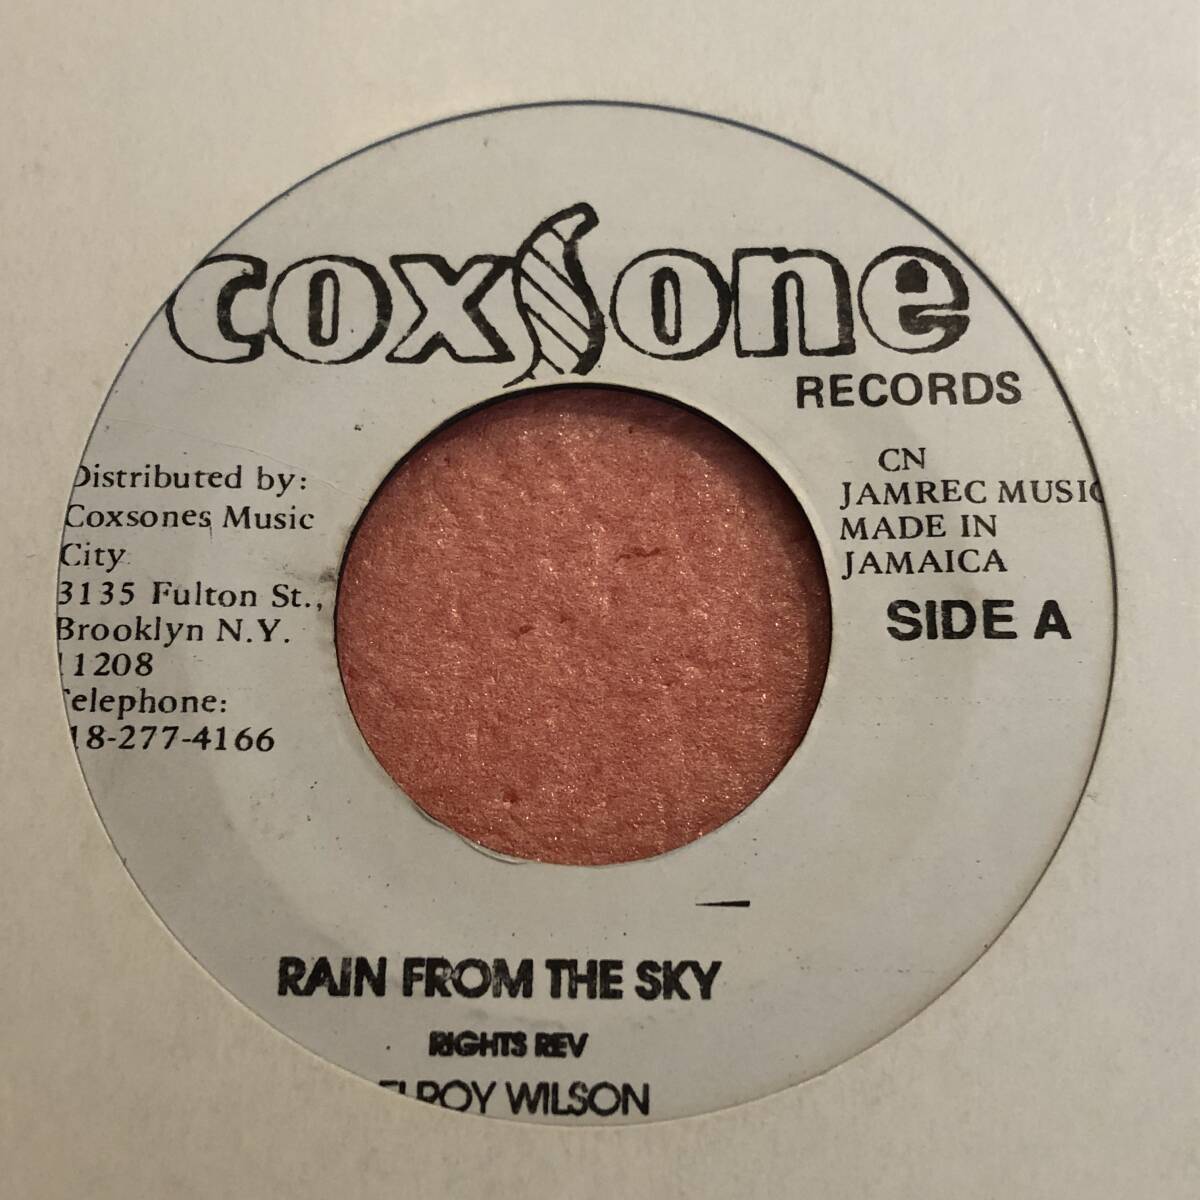 coxsone
RECORDS
Distributed by:
Coxsones Music
City
3135 Fulton St.,
Brooklyn N.Y.
11208
Telephone:
18-277-4166
CN
JAMREC MUSIC
MADE IN
JAMAICA
SIDE A
RAIN FROM THE SKY
RIGHTS REV
ELROY WILSON